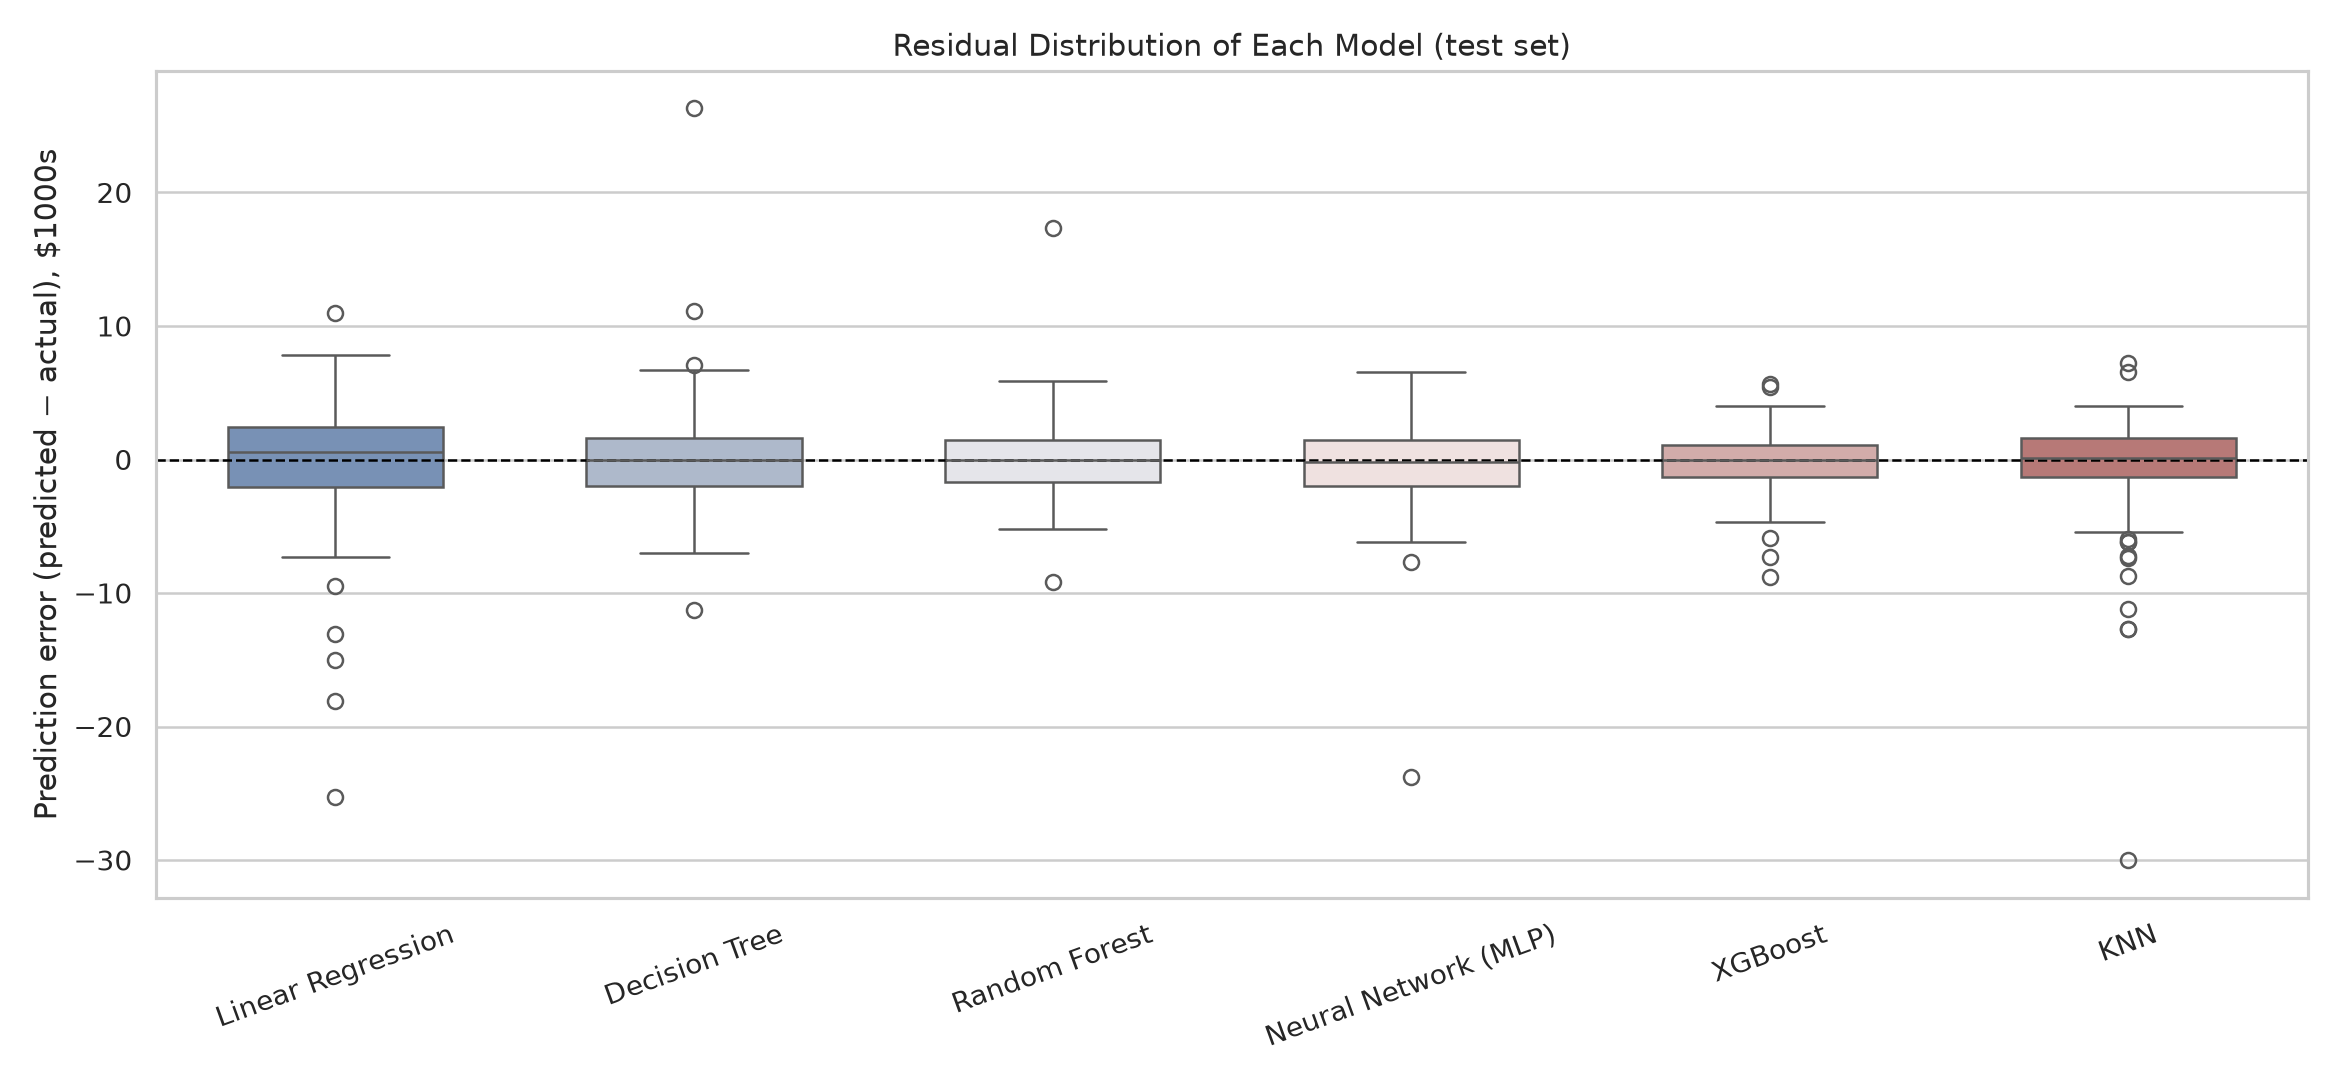 Residual Distribution of Each Model (test set)
Prediction error (predicted − actual), $1000s
20
10
0
−10
−20
−30
Linear Regression
Decision Tree
Random Forest
Neural Network (MLP)
XGBoost
KNN